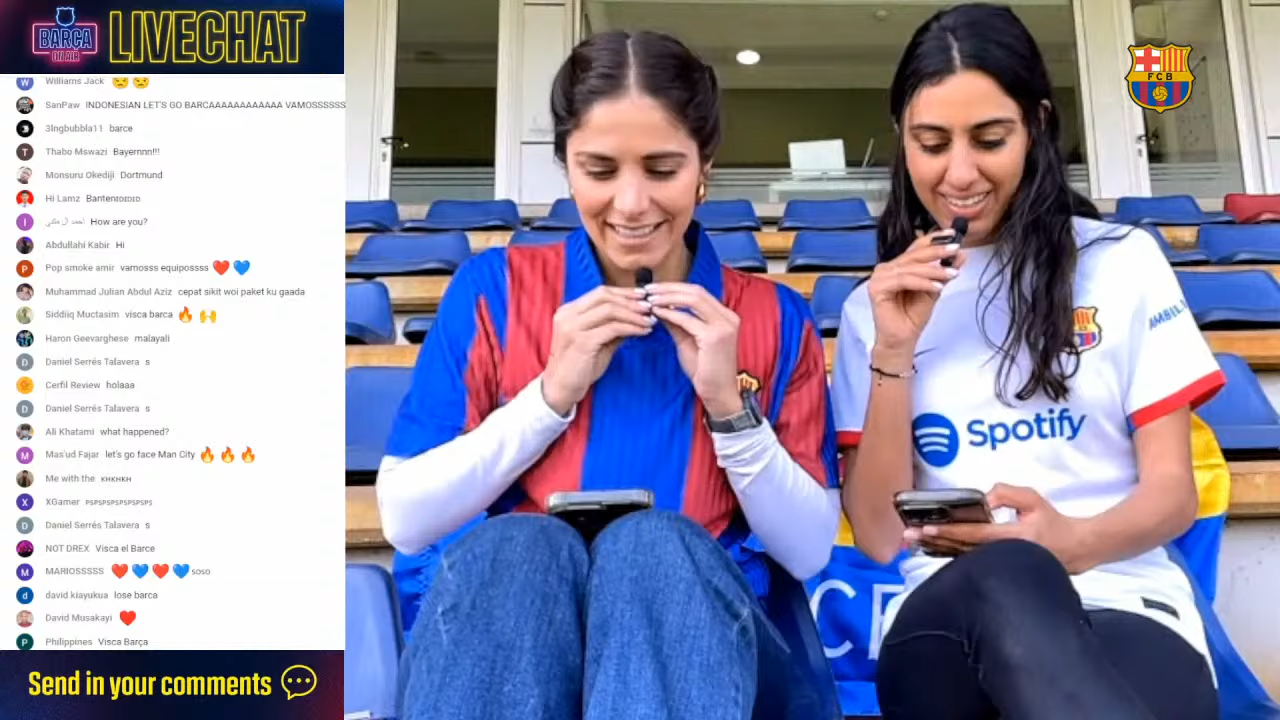 BARÇA
ON AIR
LIVECHAT
Williams Jack 😒 😒
SanPaw INDONESIAN LET'S GO BARCAAAAAAAAAAAA VAMOSSSSSS
3lngbubbla11 barce
Thabo Mswazi Bayernnn!!!
Monsuru Okediji Dortmund
Hi Lamz Bantenɪᴅɪᴅɪᴅ
How are you?
Abdullahi Kabir Hi
Pop smoke amir vamosss equipossss ❤️ 💙
Muhammad Julian Abdul Aziz cepat sikit woi paket ku gaada
Siddiiq Muctasim visca barca 🔥 🙌
Haron Geevarghese malayali
Daniel Serrés Talavera s
Cerfil Review holaaa
Daniel Serrés Talavera s
Ali Khatami what happened?
Mas'ud Fajar let's go face Man City 🔥 🔥 🔥
Me with the ᴋʜᴋʜᴋʜ
XGamer ᴘsᴘsᴘsᴘsᴘsᴘsᴘsᴘs
Daniel Serrés Talavera s
NOT DREX Visca el Barce
MARIOSSSSS ❤️ 💙 ❤️ 💙 soso
david kiayukua lose barca
David Musakayi ❤️
Philippines Visca Barça
Send in your comments
FCB
AMBILI
Spotify
CF